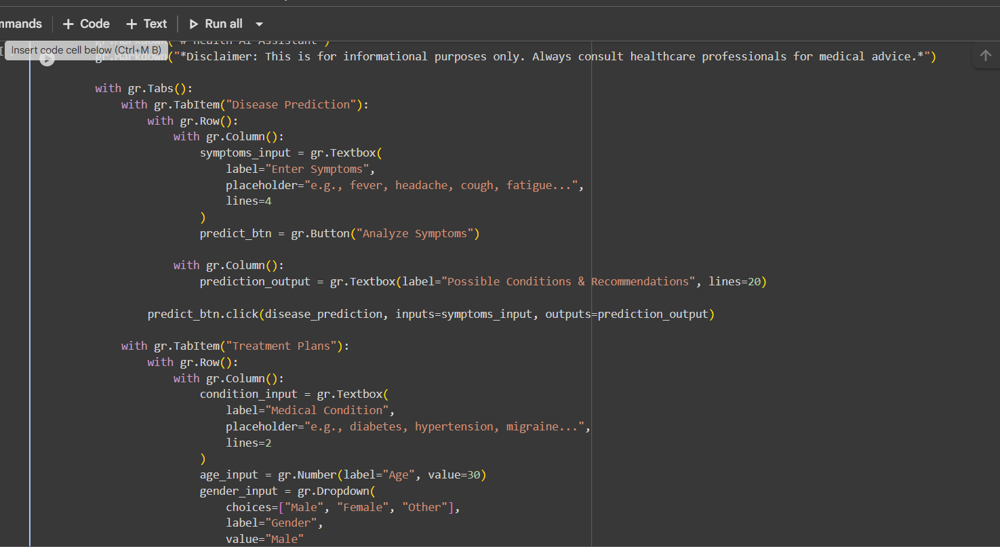 mmands + Code + Text Run all
gr.Markdown("# Health AI Assistant")
Insert code cell below (Ctrl+M B)
gr.Markdown("*Disclaimer: This is for informational purposes only. Always consult healthcare professionals for medical advice.*")
with gr.Tabs():
with gr.TabItem("Disease Prediction"):
with gr.Row():
with gr.Column():
symptoms_input = gr.Textbox(
label="Enter Symptoms",
placeholder="e.g., fever, headache, cough, fatigue...",
lines=4
)
predict_btn = gr.Button("Analyze Symptoms")
with gr.Column():
prediction_output = gr.Textbox(label="Possible Conditions & Recommendations", lines=20)
predict_btn.click(disease_prediction, inputs=symptoms_input, outputs=prediction_output)
with gr.TabItem("Treatment Plans"):
with gr.Row():
with gr.Column():
condition_input = gr.Textbox(
label="Medical Condition",
placeholder="e.g., diabetes, hypertension, migraine...",
lines=2
)
age_input = gr.Number(label="Age", value=30)
gender_input = gr.Dropdown(
choices=["Male", "Female", "Other"],
label="Gender",
value="Male"